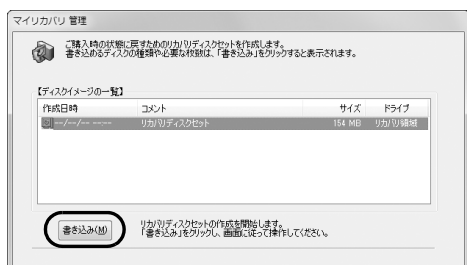 マイリカバリ 管理
ご購入時の状態に戻すためのリカバリディスクセットを作成します。
書き込めるディスクの種類や必要な枚数は、「書き込み」をクリックすると表示されます。
【ディスクイメージの一覧】
作成日時 コメント サイズ ドライブ
--/--/-- --:-- リカバリディスクセット 154 MB リカバリ領域
書き込み(M) リカバリディスクセットの作成を開始します。
「書き込み」をクリックし、画面に従って操作してください。